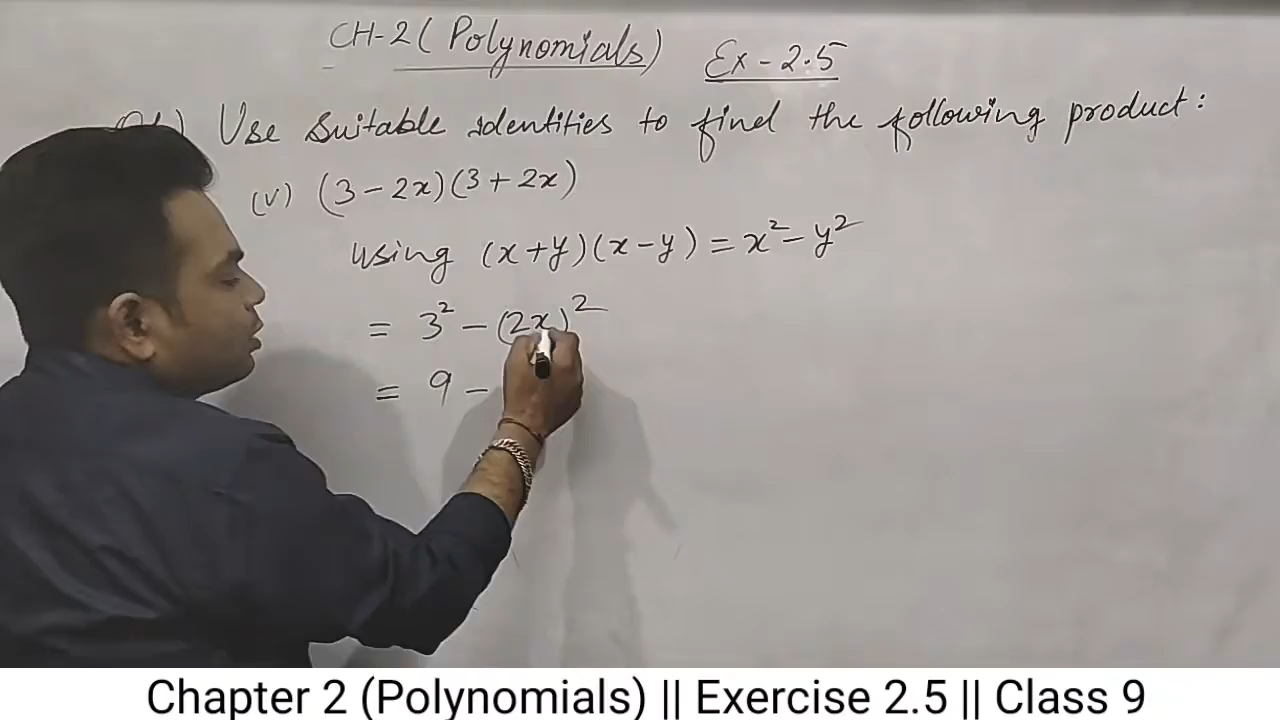 CH-2 (Polynomials) Ex-2.5
Use suitable identities to find the following product:
(v) (3-2x)(3+2x)
using (x+y)(x-y) = x²-y²
= 3² - (2x)²
= 9 -
Chapter 2 (Polynomials) || Exercise 2.5 || Class 9